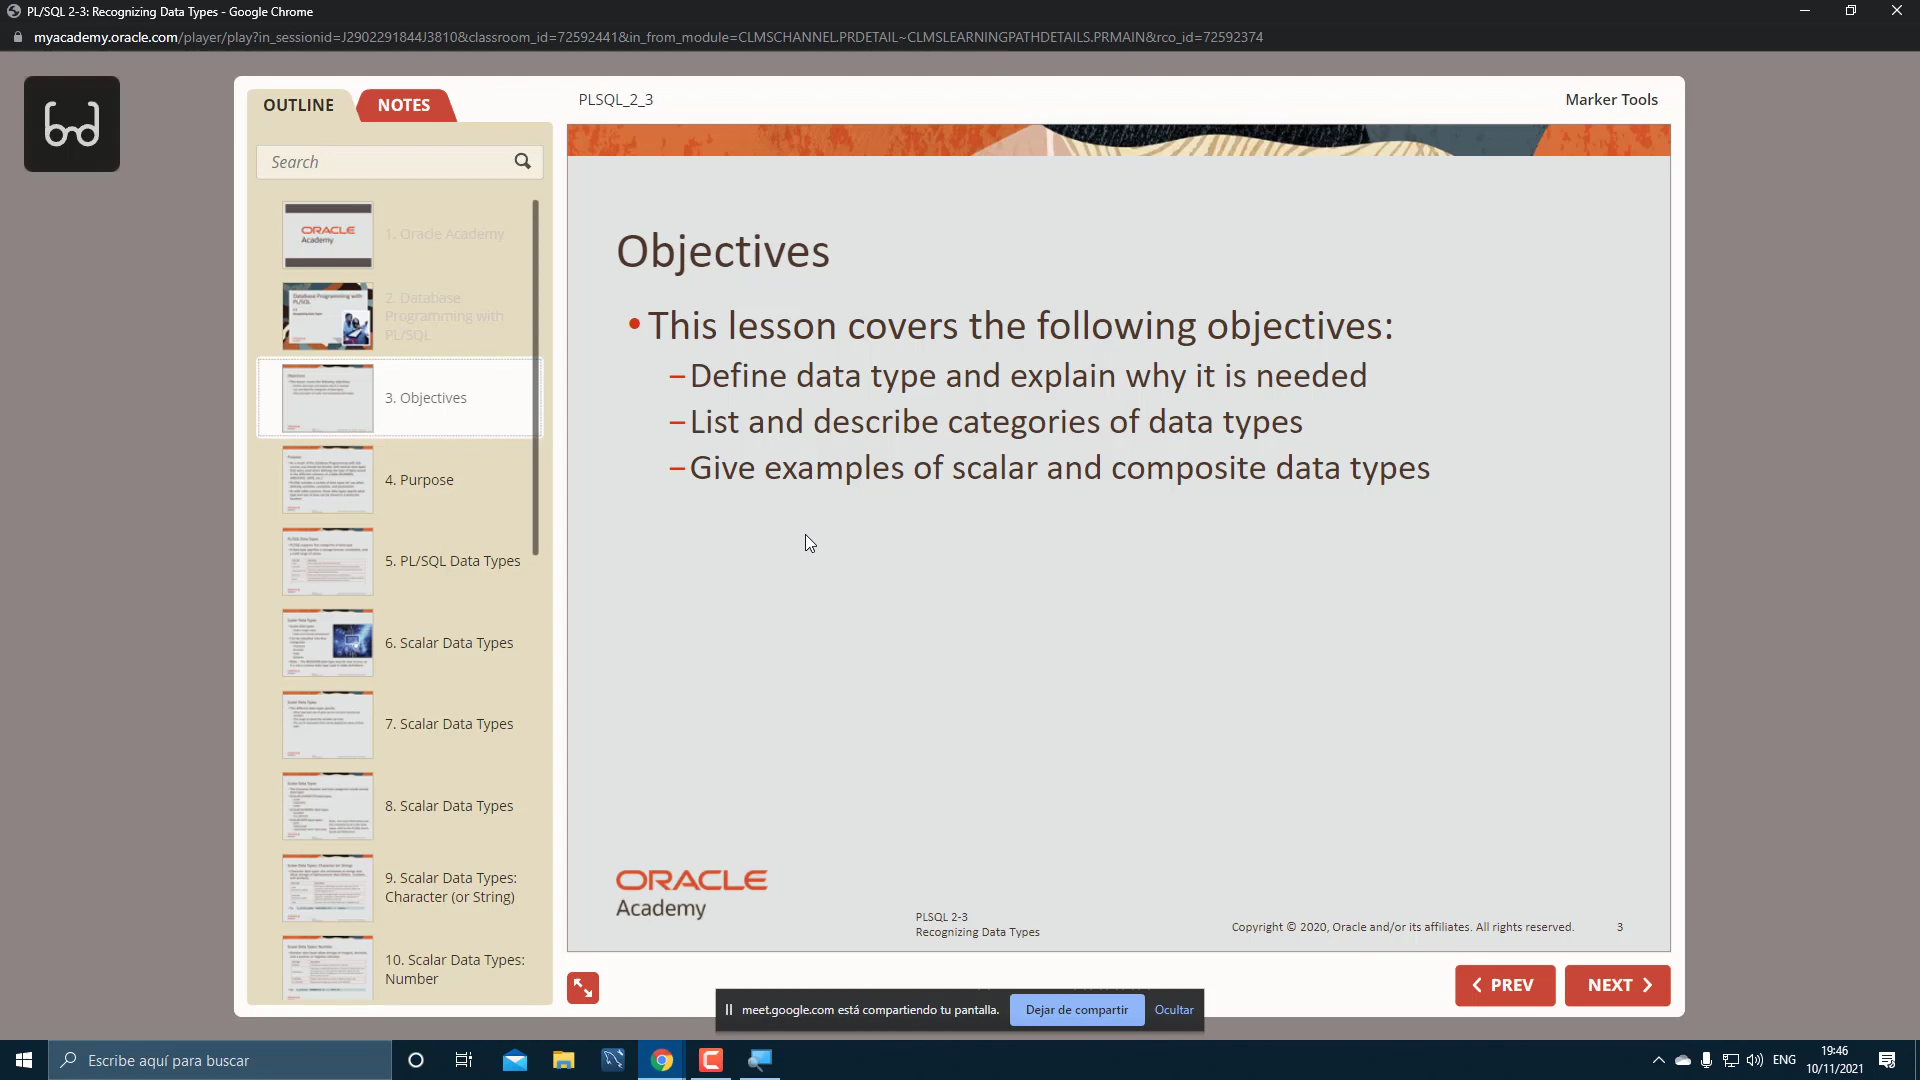 PL/SQL 2-3: Recognizing Data Types - Google Chrome
myacademy.oracle.com/player/play?in_sessionid=J2902291844J3810&classroom_id=72592441&in_from_module=CLMSCHANNEL.PRDETAIL~CLMSLEARNINGPATHDETAILS.PRMAIN&rco_id=72592374
OUTLINE
NOTES
PLSQL_2_3
Marker Tools
Search
ORACLE
Academy
1. Oracle Academy
Database Programming with
PL/SQL
2. Database
Programming with
PL/SQL
3. Objectives
4. Purpose
5. PL/SQL Data Types
6. Scalar Data Types
7. Scalar Data Types
8. Scalar Data Types
9. Scalar Data Types:
Character (or String)
10. Scalar Data Types:
Number
Objectives
• This lesson covers the following objectives:
–Define data type and explain why it is needed
–List and describe categories of data types
–Give examples of scalar and composite data types
ORACLE
Academy
PLSQL 2-3
Recognizing Data Types
Copyright © 2020, Oracle and/or its affiliates. All rights reserved.
3
PREV
NEXT
meet.google.com está compartiendo tu pantalla.
Dejar de compartir
Ocultar
Escribe aquí para buscar
ENG
19:46
10/11/2021